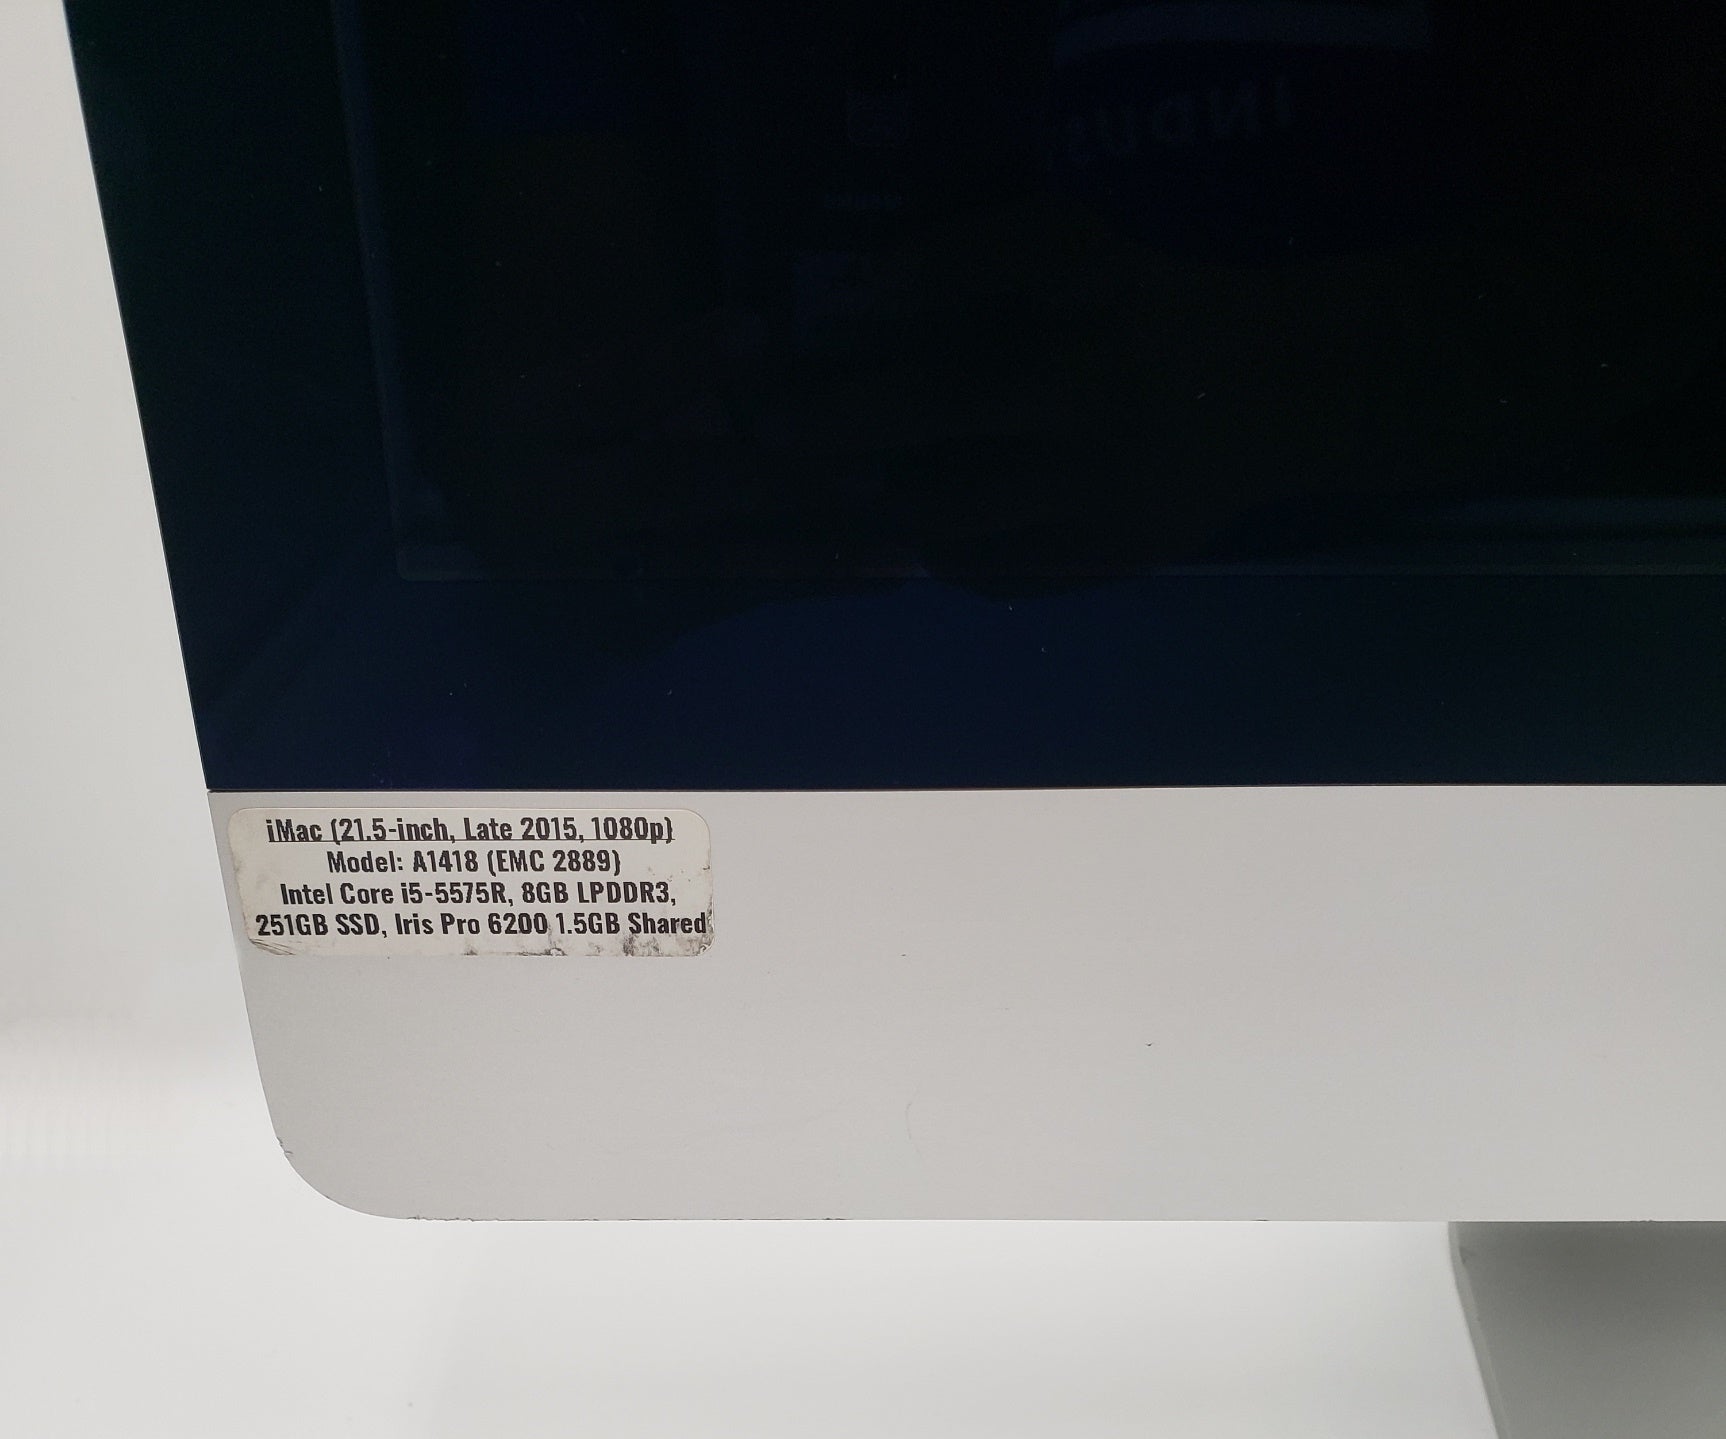 iMac (21.5-inch, Late 2015, 1080p)
Model: A1418 (EMC 2889)
Intel Core i5-5575R, 8GB LPDDR3,
251GB SSD, Iris Pro 6200 1.5GB Shared